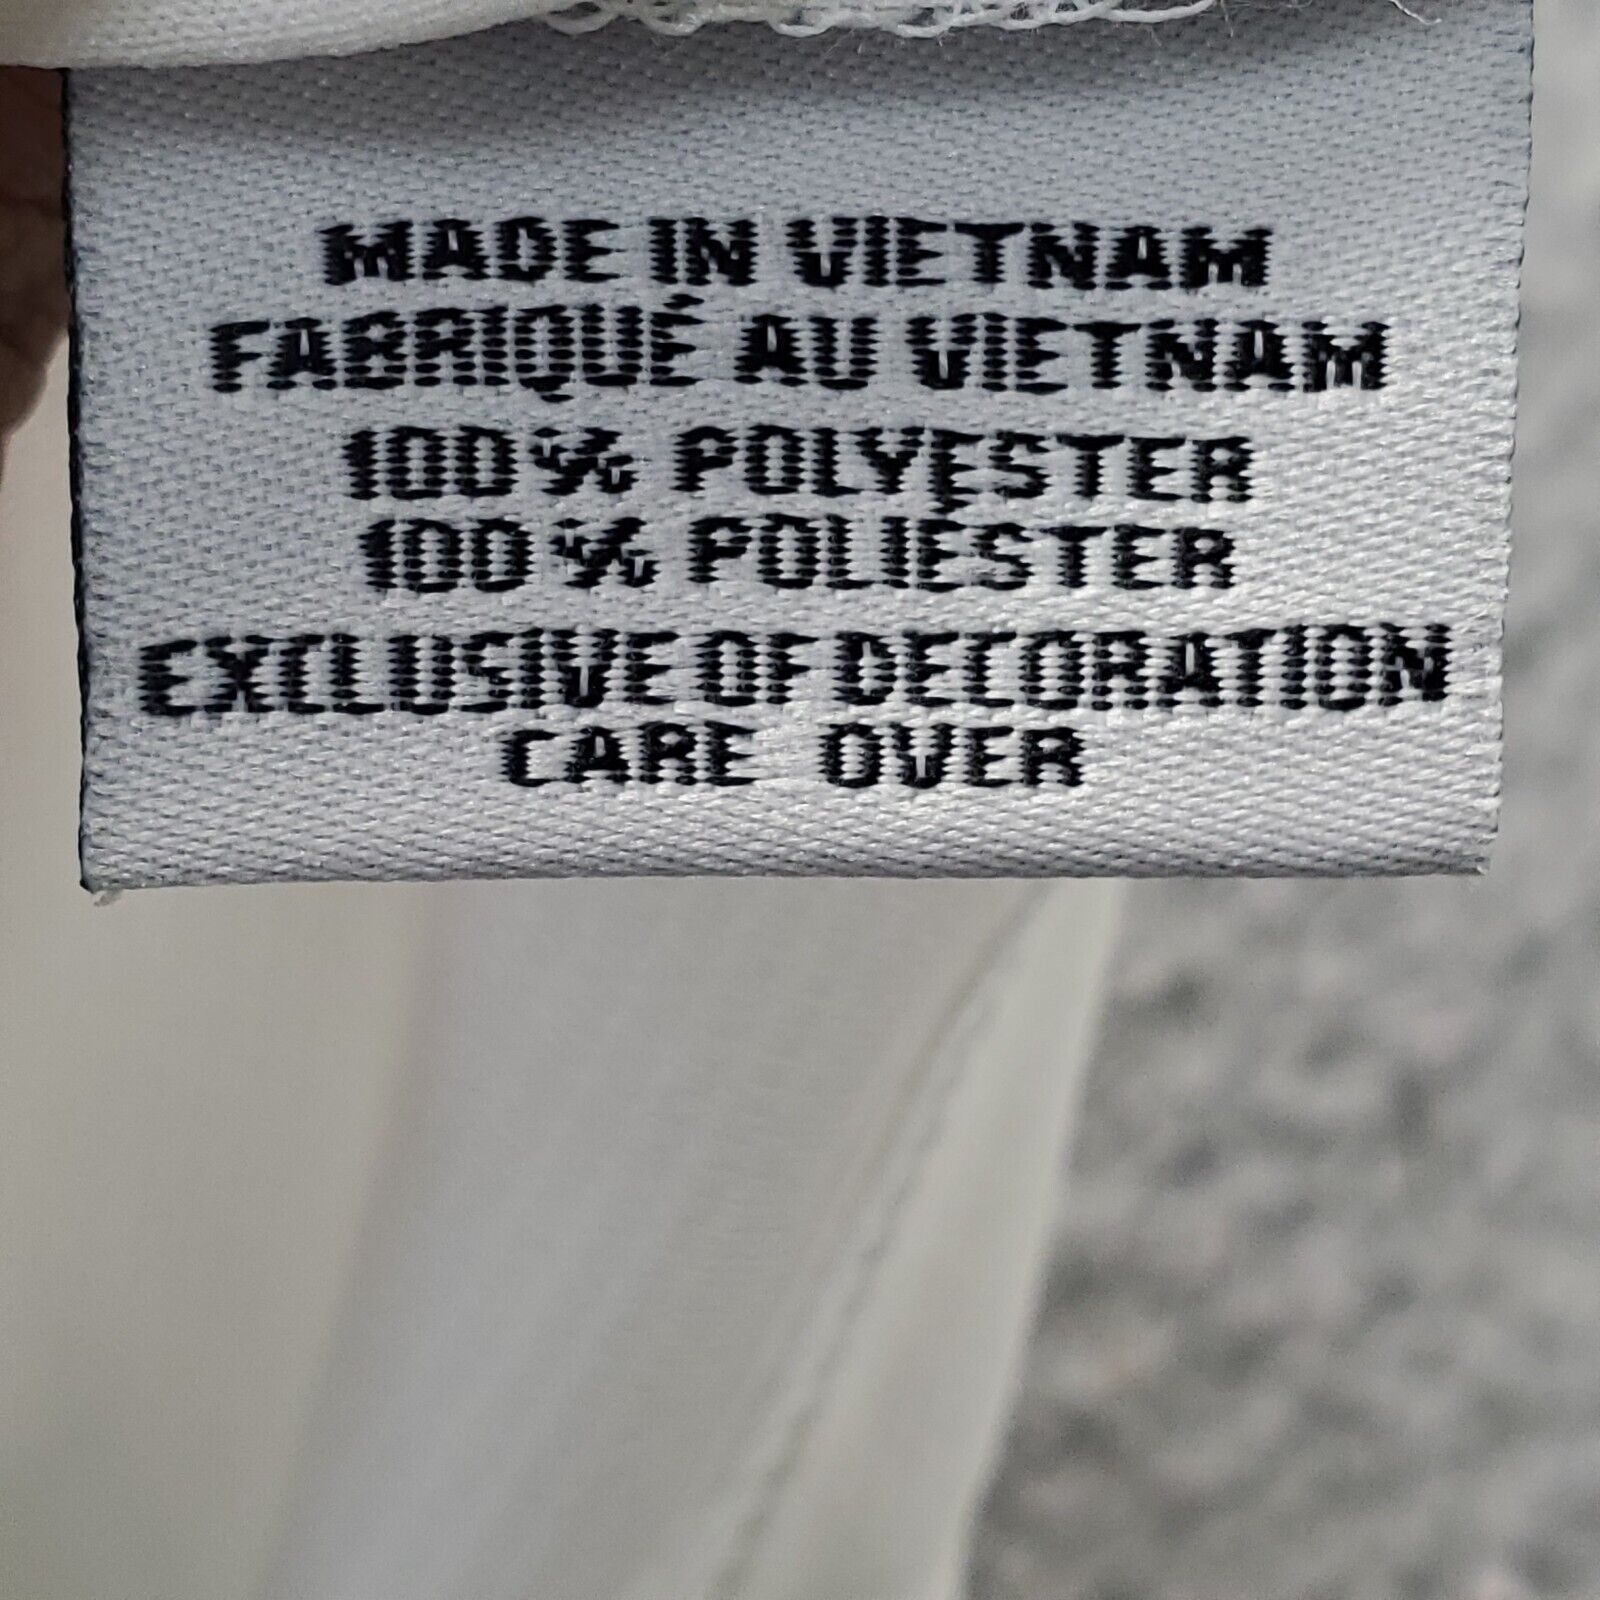 MADE IN VIETNAM
FABRIQUÉ AU VIETNAM
100% POLYESTER
100% POLIESTER
EXCLUSIVE OF DECORATION
CARE OVER